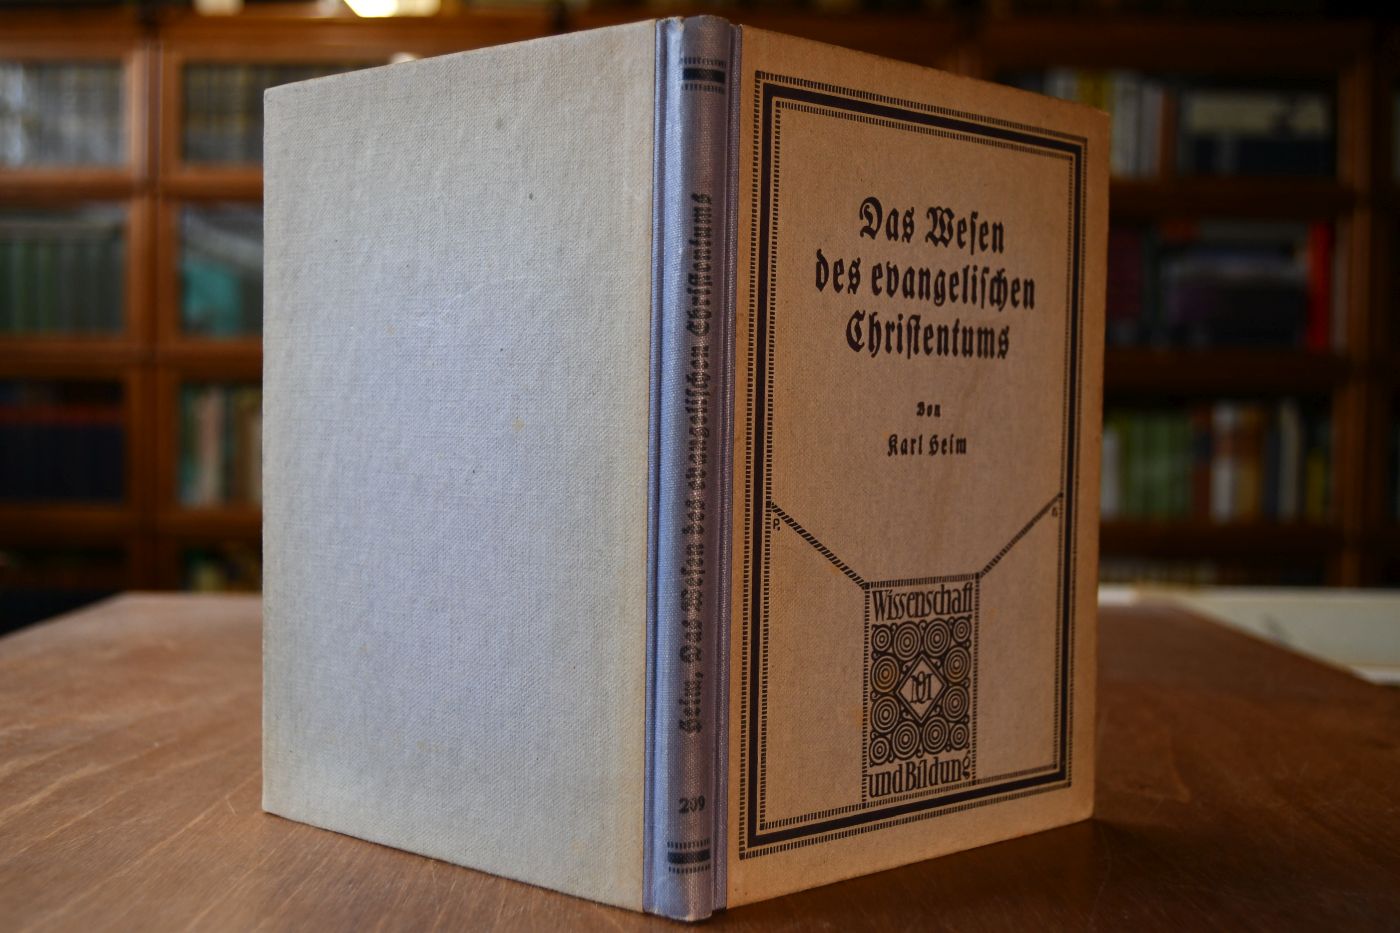 Das Weſen
des evangeliſchen
Chriſtentums
Von
Karl Heim
P.
Wissenschaft
und Bildung
Heim, Das Weſen des evangeliſchen Chriſtentums
209